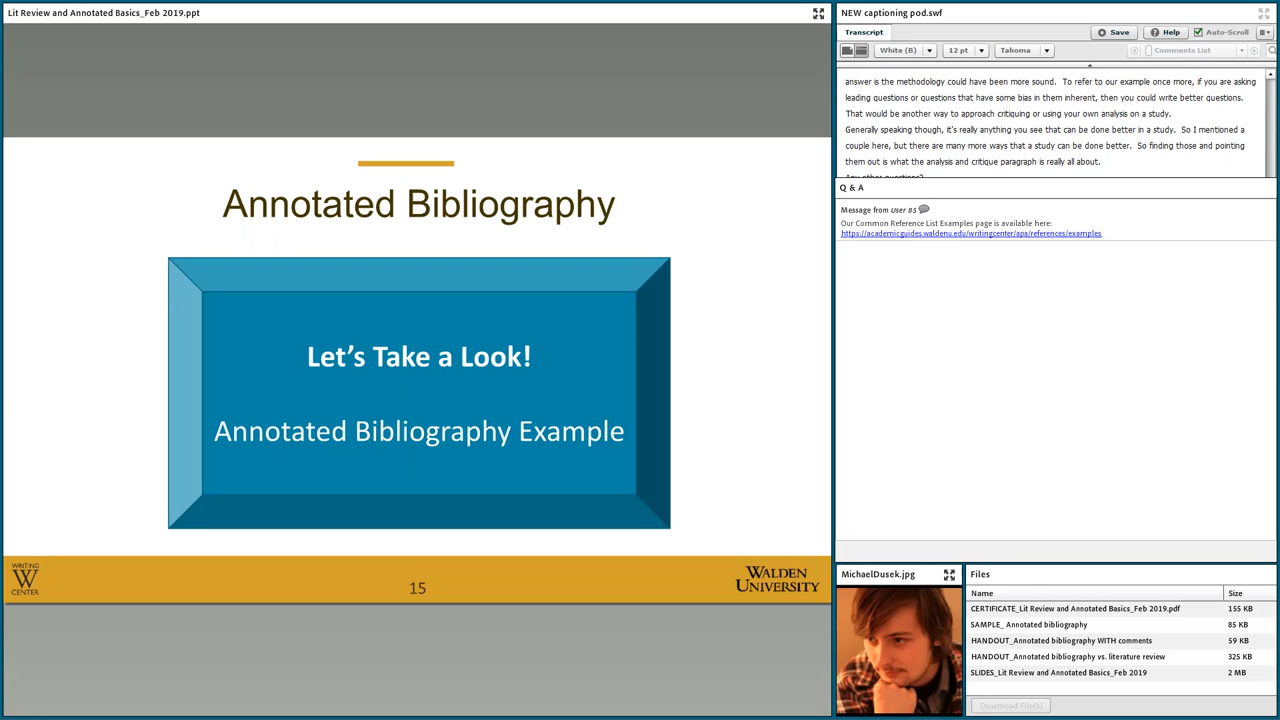 Lit Review and Annotated Basics_Feb 2019.ppt
Annotated Bibliography
Let's Take a Look!
Annotated Bibliography Example
WRITING
CENTER
15
WALDEN
UNIVERSITY
NEW captioning pod.swf
Transcript
Save
Help
Auto-Scroll
White (B)
12 pt
Tahoma
Comments List
answer is the methodology could have been more sound. To refer to our example once more, if you are asking
leading questions or questions that have some bias in them inherent, then you could write better questions.
That would be another way to approach critiquing or using your own analysis on a study.
Generally speaking though, it's really anything you see that can be done better in a study. So I mentioned a
couple here, but there are many more ways that a study can be done better. So finding those and pointing
them out is what the analysis and critique paragraph is really all about.
Any other questions?
Q & A
Message from User 85
Our Common Reference List Examples page is available here:
https://academicguides.waldenu.edu/writingcenter/apa/references/examples
MichaelDusek.jpg
Files
Name Size
CERTIFICATE_Lit Review and Annotated Basics_Feb 2019.pdf 155 KB
SAMPLE_ Annotated bibliography 85 KB
HANDOUT_Annotated bibliography WITH comments 59 KB
HANDOUT_Annotated bibliography vs. literature review 325 KB
SLIDES_Lit Review and Annotated Basics_Feb 2019 2 MB
Download File(s)